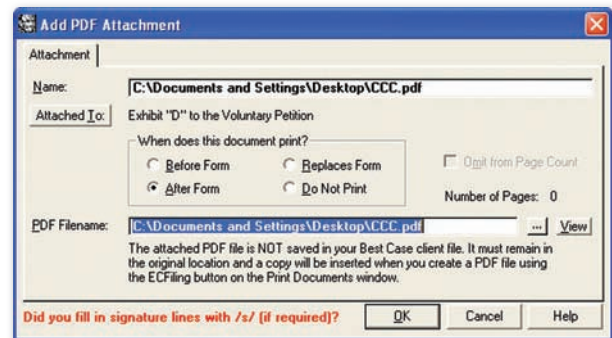 Add PDF Attachment
Attachment
Name: C:\Documents and Settings\Desktop\CCC.pdf
Attached To: Exhibit "D" to the Voluntary Petition
When does this document print?
Before Form Replaces Form Omit from Page Count
After Form Do Not Print Number of Pages: 0
PDF Filename: C:\Documents and Settings\Desktop\CCC.pdf ... View
The attached PDF file is NOT saved in your Best Case client file. It must remain in
the original location and a copy will be inserted when you create a PDF file using
the ECFiling button on the Print Documents window.
Did you fill in signature lines with /s/ (if required)? OK Cancel Help